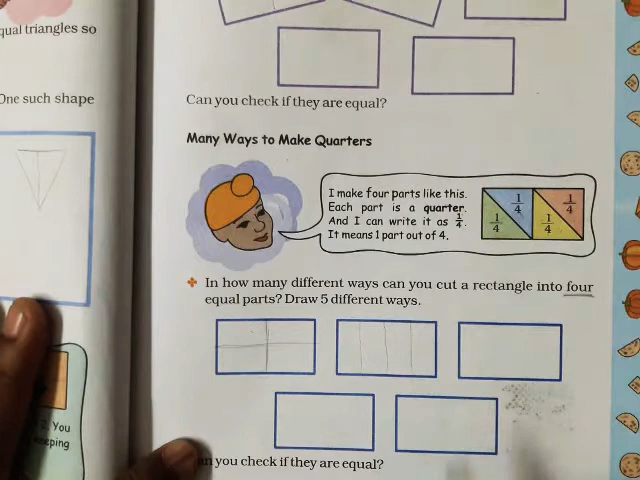 qual triangles so
One such shape
Can you check if they are equal?
Many Ways to Make Quarters
I make four parts like this.
Each part is a quarter.
And I can write it as 1/4.
It means 1 part out of 4.
1/4 1/4 1/4 1/4
In how many different ways can you cut a rectangle into four
equal parts? Draw 5 different ways.
2. You
eeping
an you check if they are equal?